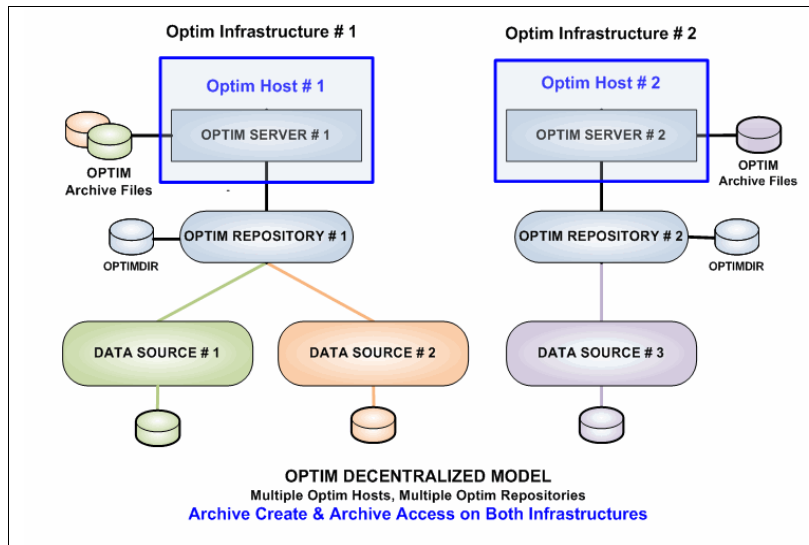 Optim Infrastructure # 1
Optim Infrastructure # 2
Optim Host # 1
Optim Host # 2
OPTIM SERVER # 1
OPTIM SERVER # 2
OPTIM
Archive Files
OPTIM
Archive Files
OPTIM REPOSITORY # 1
OPTIM REPOSITORY # 2
OPTIMDIR
OPTIMDIR
DATA SOURCE # 1
DATA SOURCE # 2
DATA SOURCE # 3
OPTIM DECENTRALIZED MODEL
Multiple Optim Hosts, Multiple Optim Repositories
Archive Create & Archive Access on Both Infrastructures